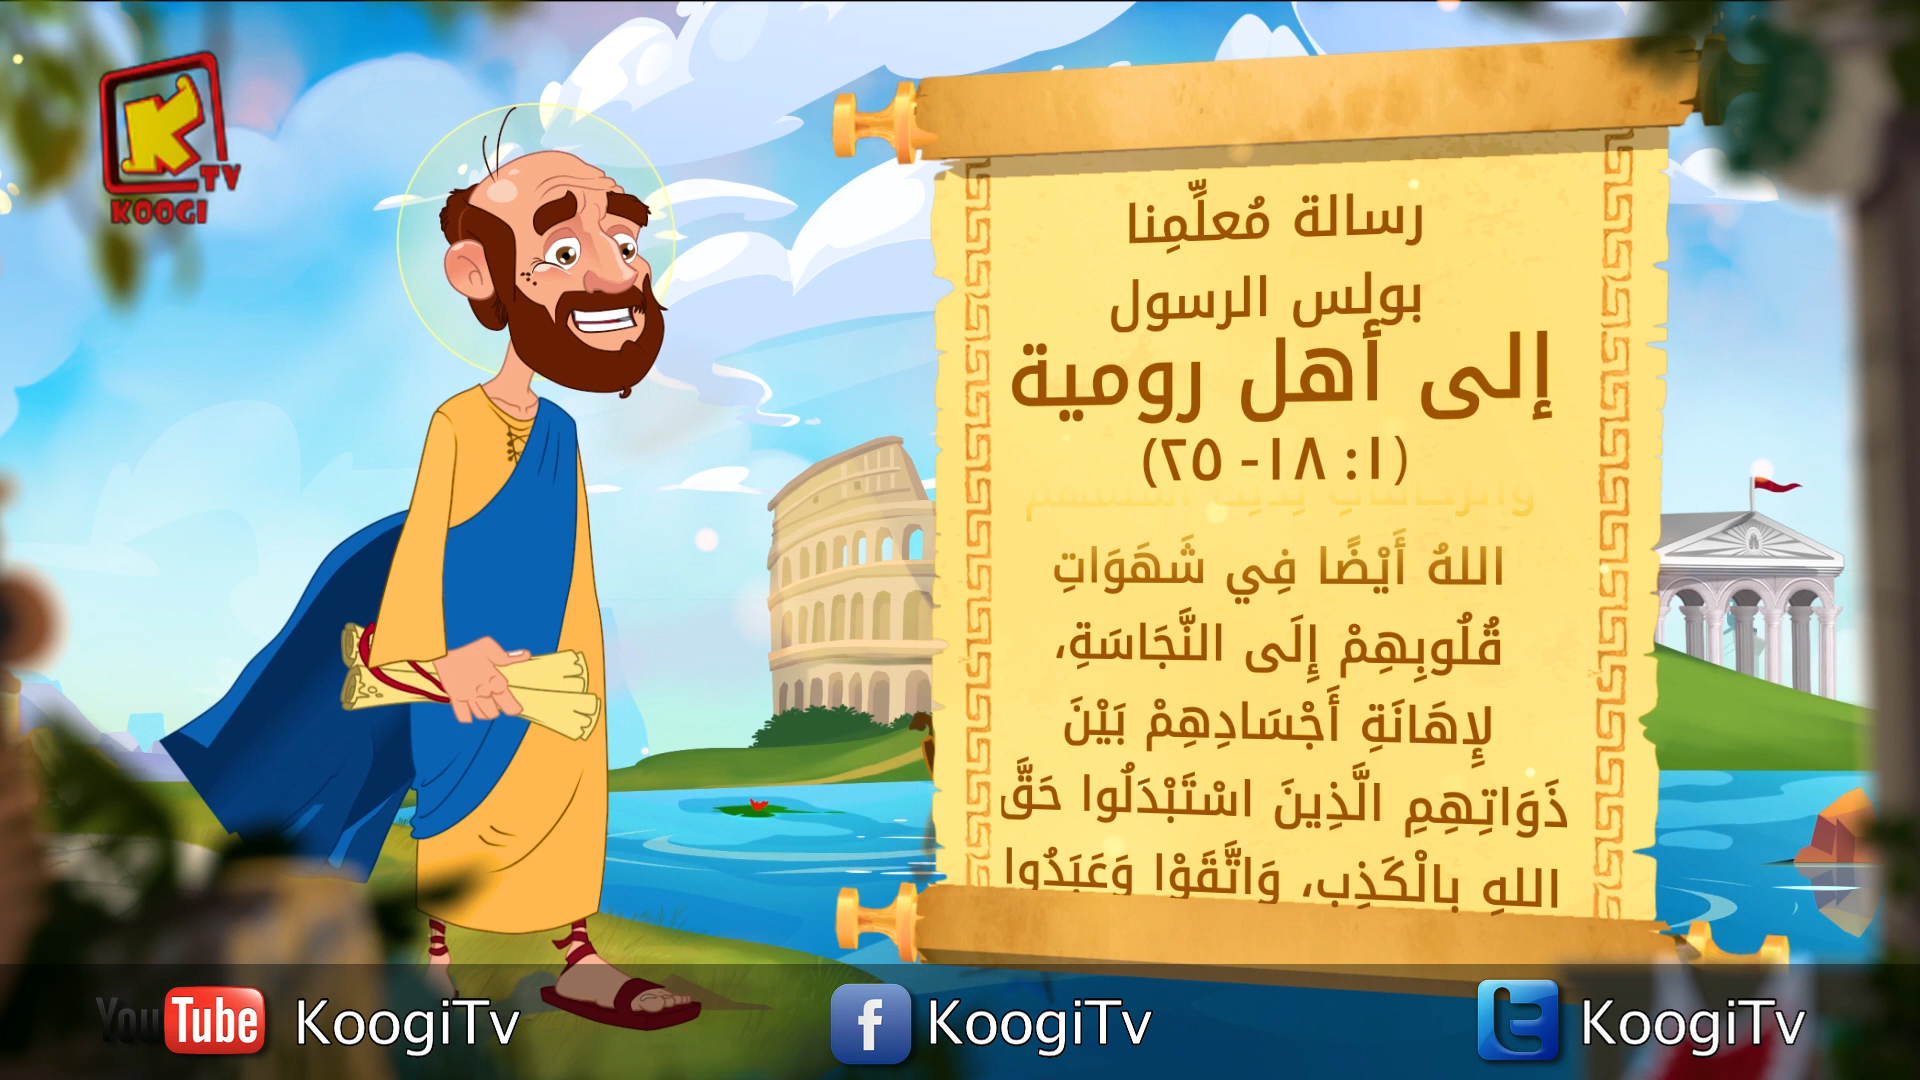 K TV
KOOGI
رسالة مُعلِّمِنا
بولس الرسول
إلى أهل رومية
(١: ١٨- ٢٥)
اللهُ أَيْضًا فِي شَهَوَاتِ
قُلُوبِهِمْ إِلَى النَّجَاسَةِ،
لِإِهَانَةِ أَجْسَادِهِمْ بَيْنَ
ذَوَاتِهِمِ الَّذِينَ اسْتَبْدَلُوا حَقَّ
اللهِ بِالْكَذِبِ، وَاتَّقَوْا وَعَبَدُوا
YouTube KoogiTv
f KoogiTv
t KoogiTv